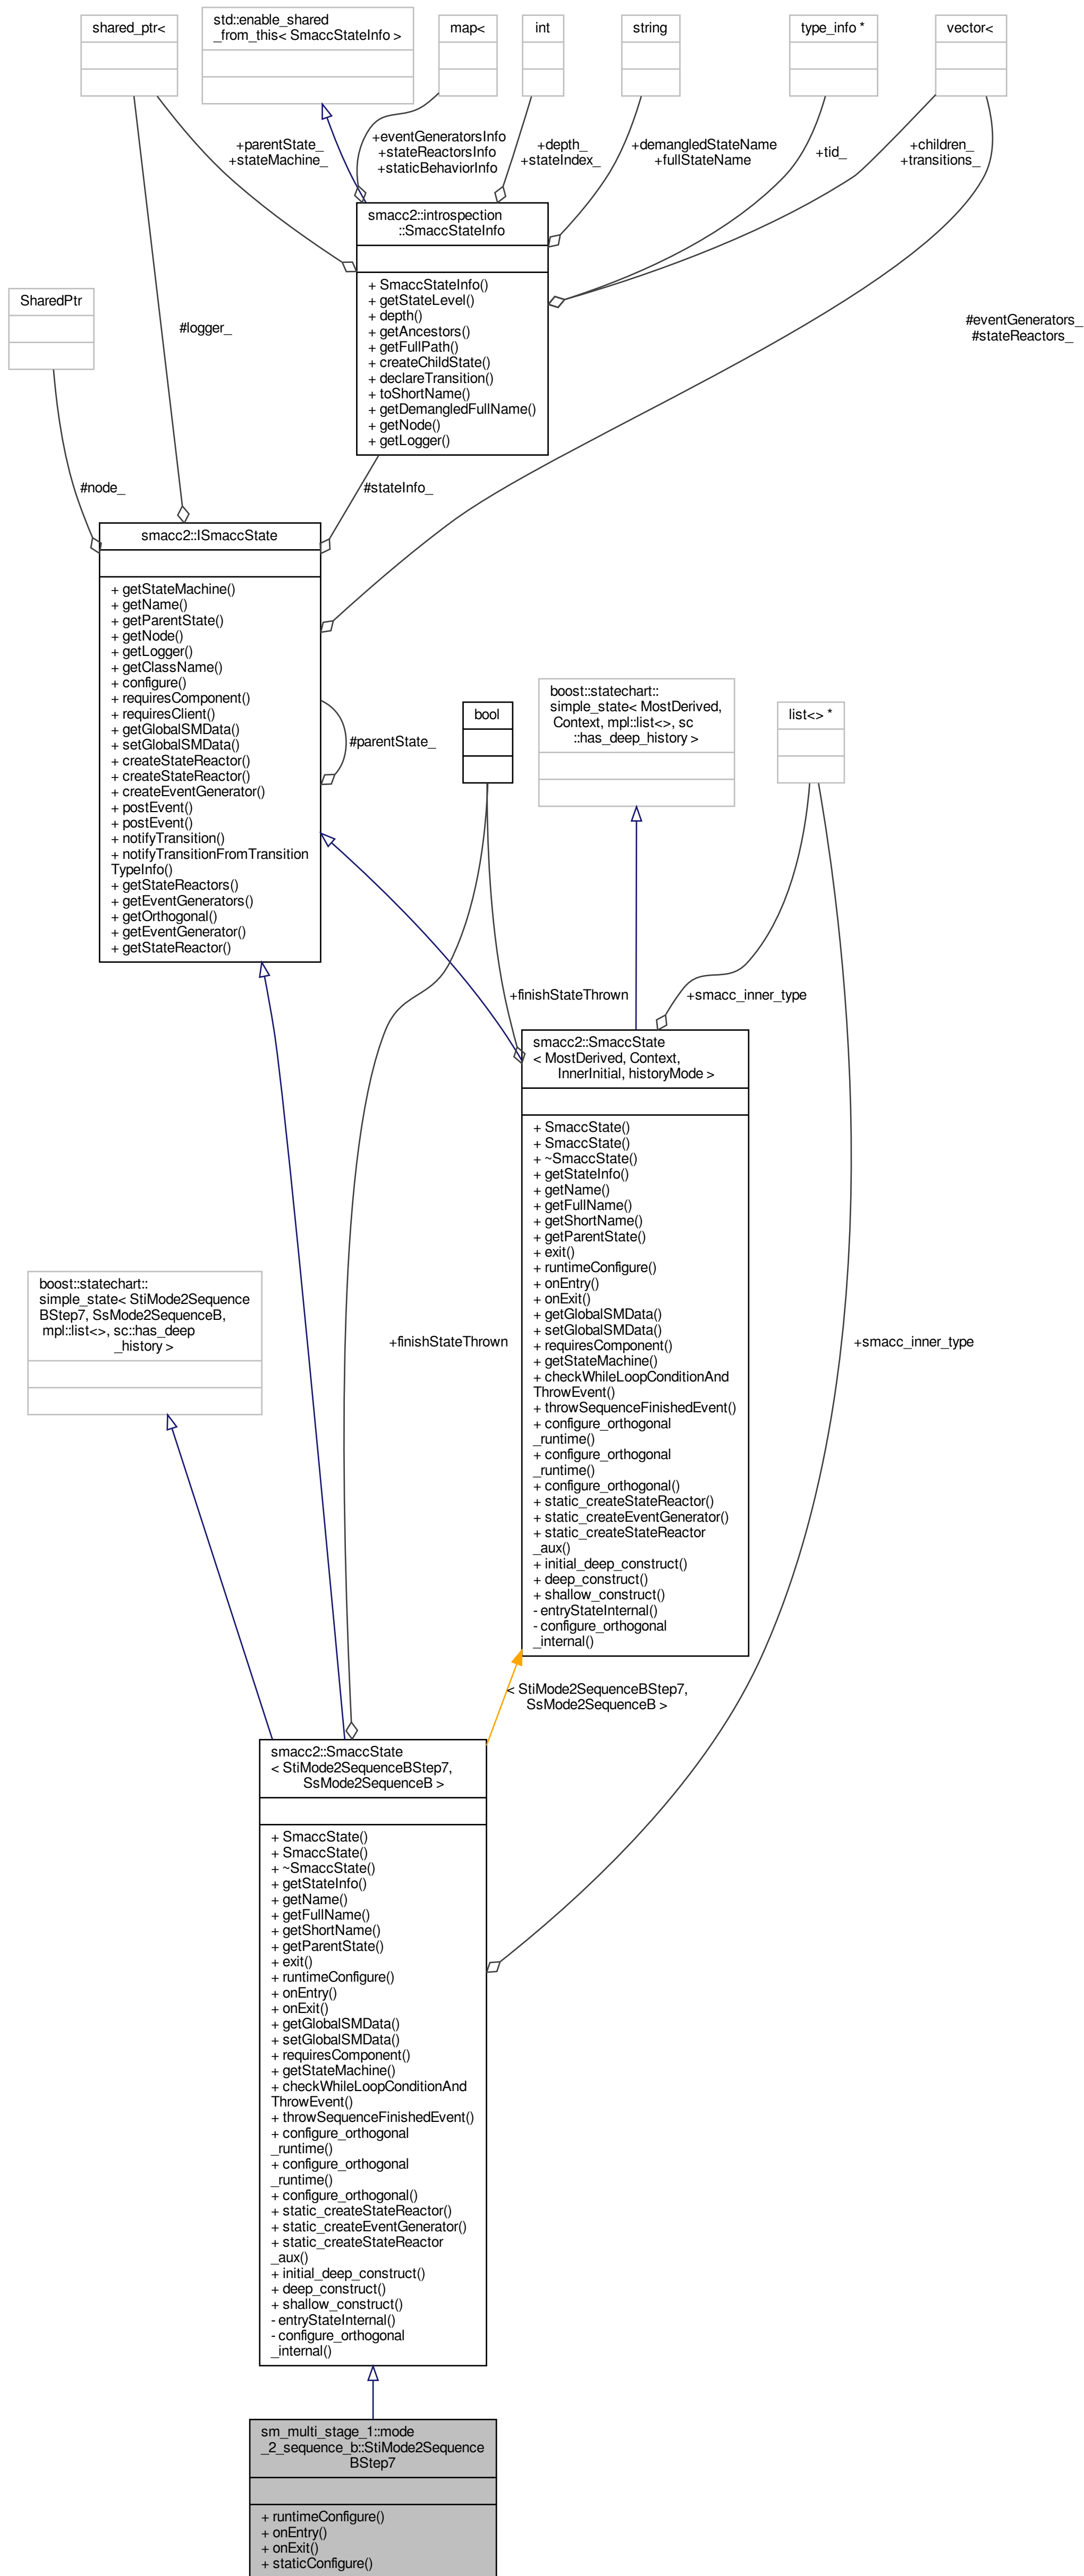 shared_ptr<
std::enable_shared
_from_this< SmaccStateInfo >
map<
int
string
type_info *
vector<
+parentState_
+stateMachine_
+eventGeneratorsInfo
+stateReactorsInfo
+staticBehaviorInfo
+depth_
+stateIndex_
+demangledStateName
+fullStateName
+tid_
+children_
+transitions_
smacc2::introspection
::SmaccStateInfo
+ SmaccStateInfo()
+ getStateLevel()
+ depth()
+ getAncestors()
+ getFullPath()
+ createChildState()
+ declareTransition()
+ toShortName()
+ getDemangledFullName()
+ getNode()
+ getLogger()
SharedPtr
#logger_
#eventGenerators_
#stateReactors_
#node_
#stateInfo_
smacc2::ISmaccState
+ getStateMachine()
+ getName()
+ getParentState()
+ getNode()
+ getLogger()
+ getClassName()
+ configure()
+ requiresComponent()
+ requiresClient()
+ getGlobalSMData()
+ setGlobalSMData()
+ createStateReactor()
+ createStateReactor()
+ createEventGenerator()
+ postEvent()
+ postEvent()
+ notifyTransition()
+ notifyTransitionFromTransition
TypeInfo()
+ getStateReactors()
+ getEventGenerators()
+ getOrthogonal()
+ getEventGenerator()
+ getStateReactor()
#parentState_
bool
boost::statechart::
simple_state< MostDerived,
Context, mpl::list<>, sc
::has_deep_history >
list<> *
+finishStateThrown
+smacc_inner_type
smacc2::SmaccState
< MostDerived, Context,
InnerInitial, historyMode >
+ SmaccState()
+ SmaccState()
+ ~SmaccState()
+ getStateInfo()
+ getName()
+ getFullName()
+ getShortName()
+ getParentState()
+ exit()
+ runtimeConfigure()
+ onEntry()
+ onExit()
+ getGlobalSMData()
+ setGlobalSMData()
+ requiresComponent()
+ getStateMachine()
+ checkWhileLoopConditionAnd
ThrowEvent()
+ throwSequenceFinishedEvent()
+ configure_orthogonal
_runtime()
+ configure_orthogonal
_runtime()
+ configure_orthogonal()
+ static_createStateReactor()
+ static_createEventGenerator()
+ static_createStateReactor
_aux()
+ initial_deep_construct()
+ deep_construct()
+ shallow_construct()
- entryStateInternal()
- configure_orthogonal
_internal()
boost::statechart::
simple_state< StiMode2Sequence
BStep7, SsMode2SequenceB,
mpl::list<>, sc::has_deep
_history >
+finishStateThrown
+smacc_inner_type
< StiMode2SequenceBStep7,
SsMode2SequenceB >
smacc2::SmaccState
< StiMode2SequenceBStep7,
SsMode2SequenceB >
+ SmaccState()
+ SmaccState()
+ ~SmaccState()
+ getStateInfo()
+ getName()
+ getFullName()
+ getShortName()
+ getParentState()
+ exit()
+ runtimeConfigure()
+ onEntry()
+ onExit()
+ getGlobalSMData()
+ setGlobalSMData()
+ requiresComponent()
+ getStateMachine()
+ checkWhileLoopConditionAnd
ThrowEvent()
+ throwSequenceFinishedEvent()
+ configure_orthogonal
_runtime()
+ configure_orthogonal
_runtime()
+ configure_orthogonal()
+ static_createStateReactor()
+ static_createEventGenerator()
+ static_createStateReactor
_aux()
+ initial_deep_construct()
+ deep_construct()
+ shallow_construct()
- entryStateInternal()
- configure_orthogonal
_internal()
sm_multi_stage_1::mode
_2_sequence_b::StiMode2Sequence
BStep7
+ runtimeConfigure()
+ onEntry()
+ onExit()
+ staticConfigure()